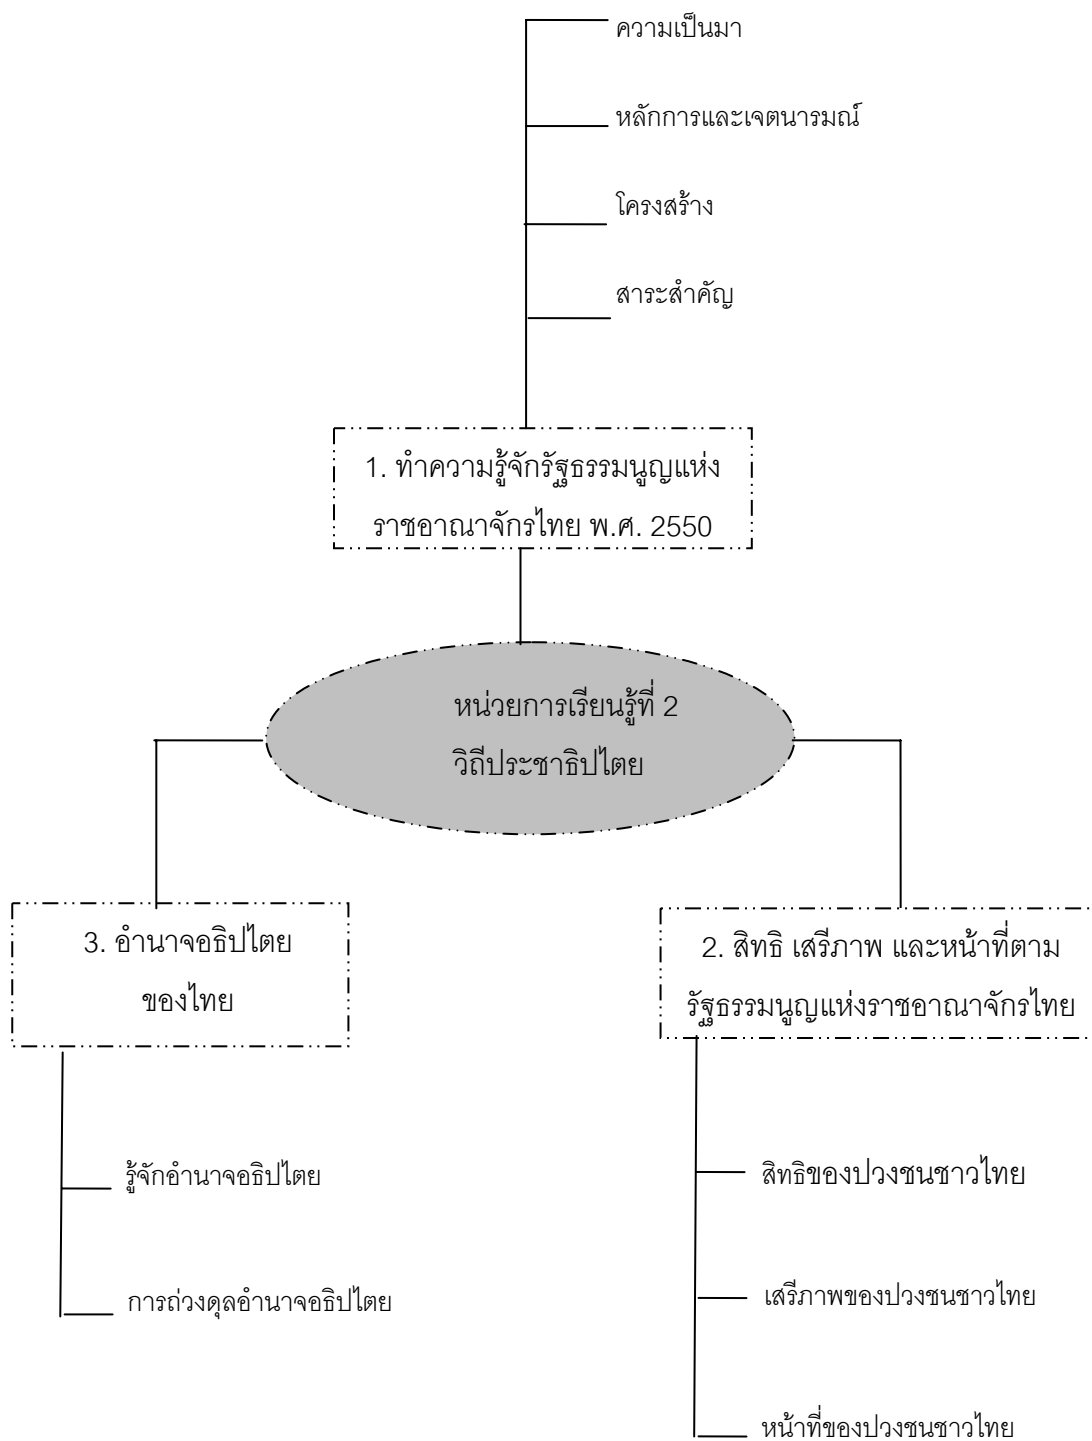 ความเป็นมา
หลักการและเจตนารมณ์
โครงสร้าง
สาระสำคัญ
1. ทำความรู้จักรัฐธรรมนูญแห่ง
ราชอาณาจักรไทย พ.ศ. 2550
หน่วยการเรียนรู้ที่ 2
วิถีประชาธิปไตย
3. อำนาจอธิปไตย
ของไทย
รู้จักอำนาจอธิปไตย
การถ่วงดุลอำนาจอธิปไตย
2. สิทธิ เสรีภาพ และหน้าที่ตาม
รัฐธรรมนูญแห่งราชอาณาจักรไทย
สิทธิของปวงชนชาวไทย
เสรีภาพของปวงชนชาวไทย
หน้าที่ของปวงชนชาวไทย